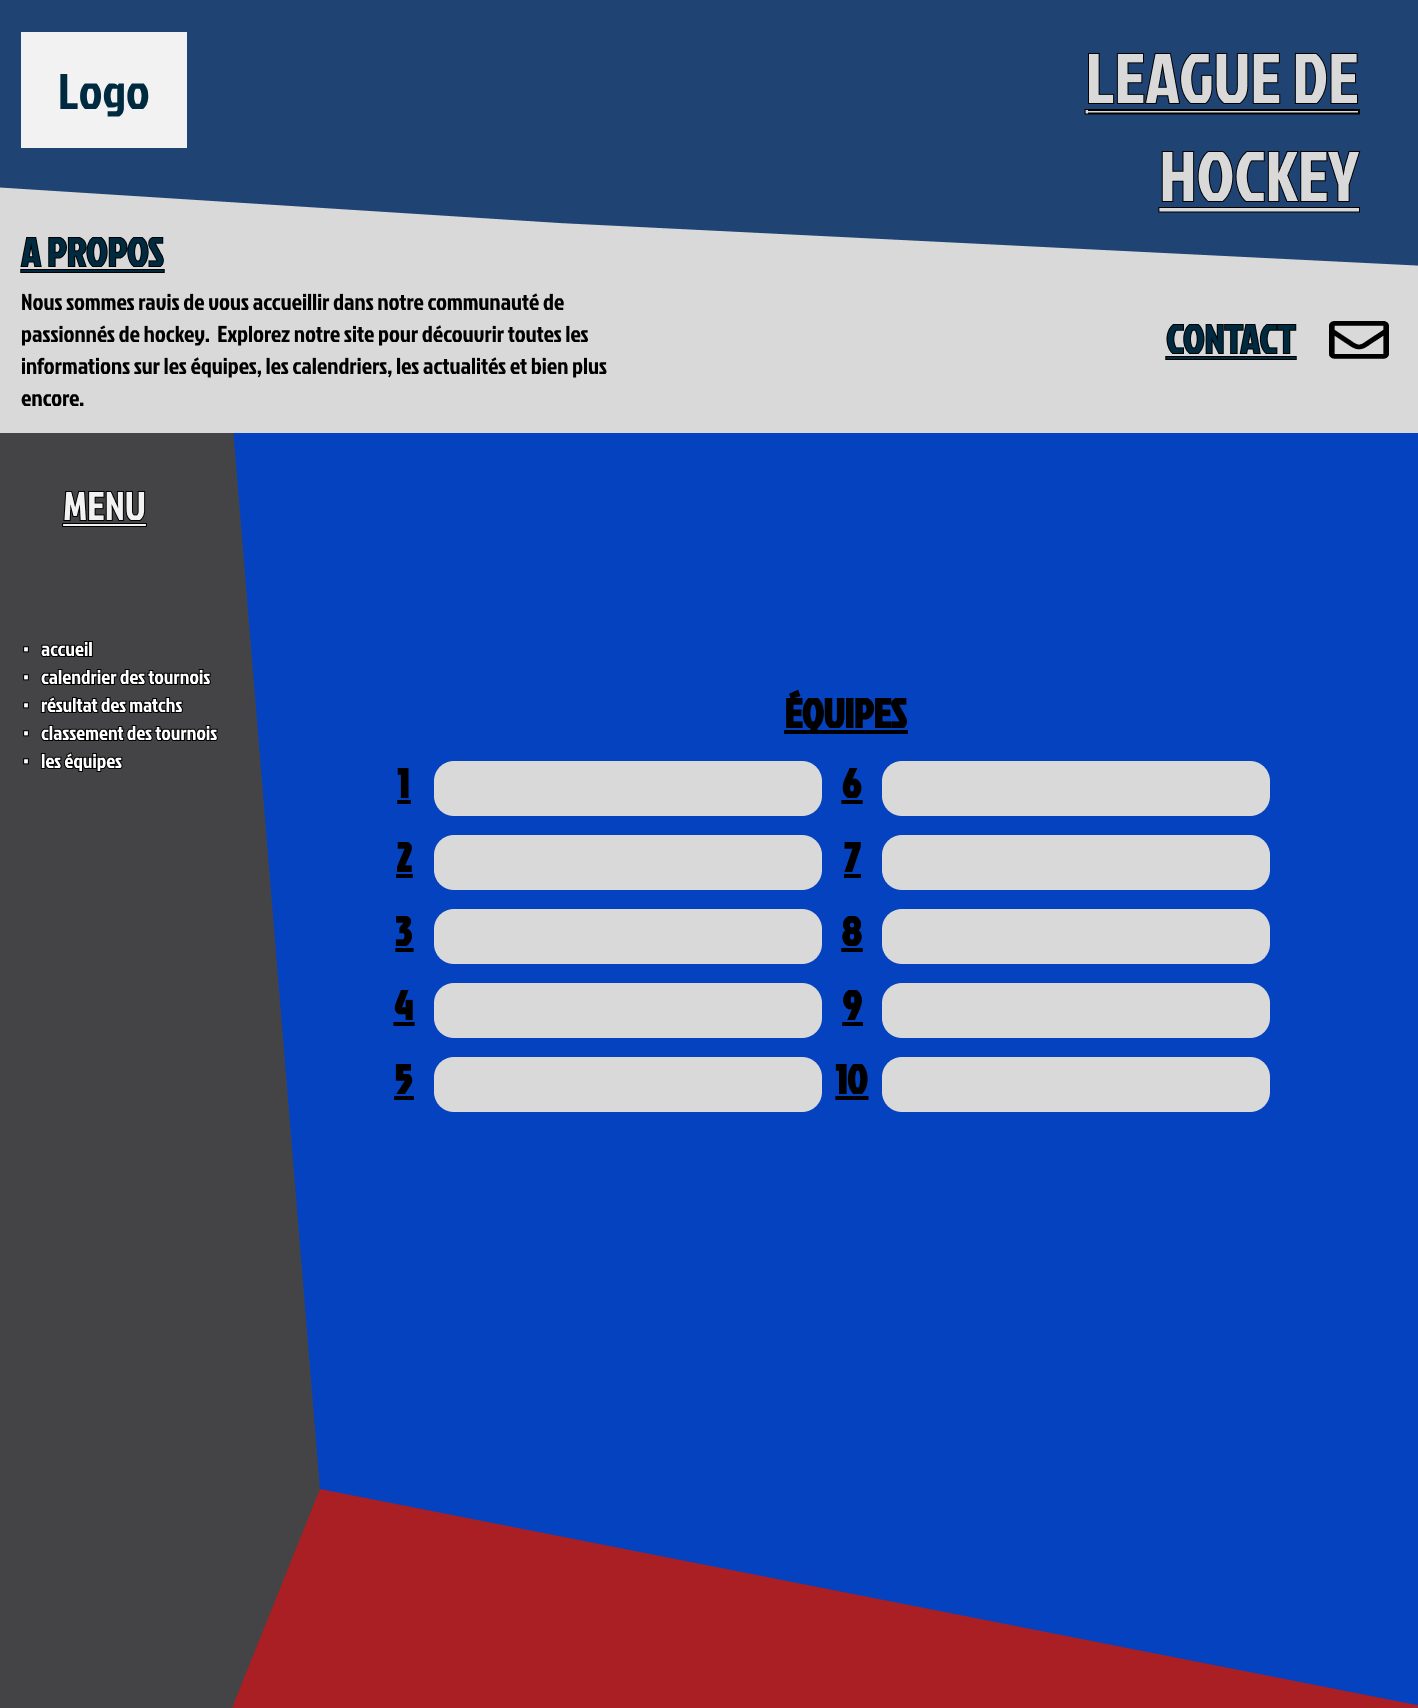 Logo
LEAGUE DE
HOCKEY
A PROPOS
Nous sommes ravis de vous accueillir dans notre communauté de
passionnés de hockey.  Explorez notre site pour découvrir toutes les
informations sur les équipes, les calendriers, les actualités et bien plus
encore.
CONTACT
MENU
• accueil
• calendrier des tournois
• résultat des matchs
• classement des tournois
• les équipes
ÉQUIPES
1
2
3
4
5
6
7
8
9
10